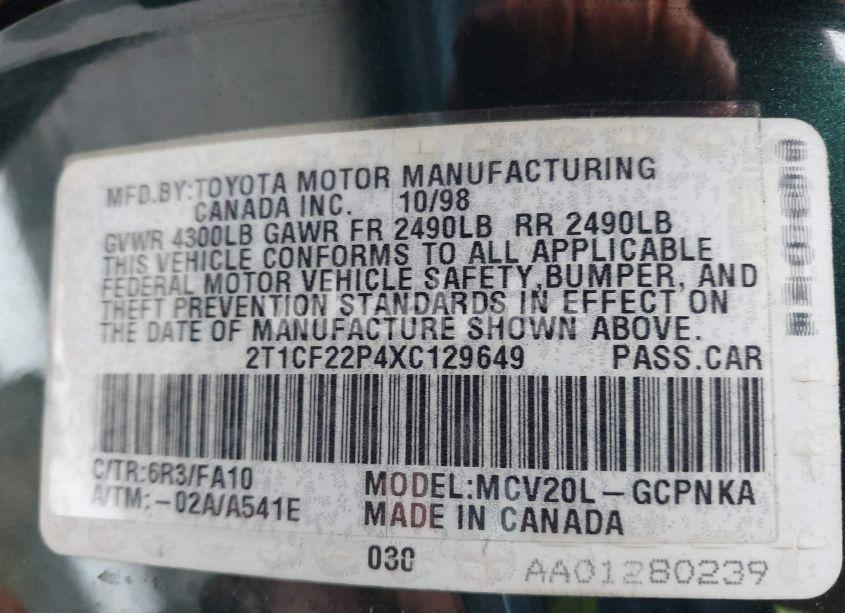 MFD.BY:TOYOTA MOTOR MANUFACTURING
CANADA INC. 10/98
GVWR 4300LB GAWR FR 2490LB RR 2490LB
THIS VEHICLE CONFORMS TO ALL APPLICABLE
FEDERAL MOTOR VEHICLE SAFETY,BUMPER, AND
THEFT PREVENTION STANDARDS IN EFFECT ON
THE DATE OF MANUFACTURE SHOWN ABOVE.
2T1CF22P4XC129649 PASS.CAR
C/TR:6R3/FA10
A/TM:-02A/A541E
MODEL:MCV20L-GCPNKA
MADE IN CANADA
030
AA01280239